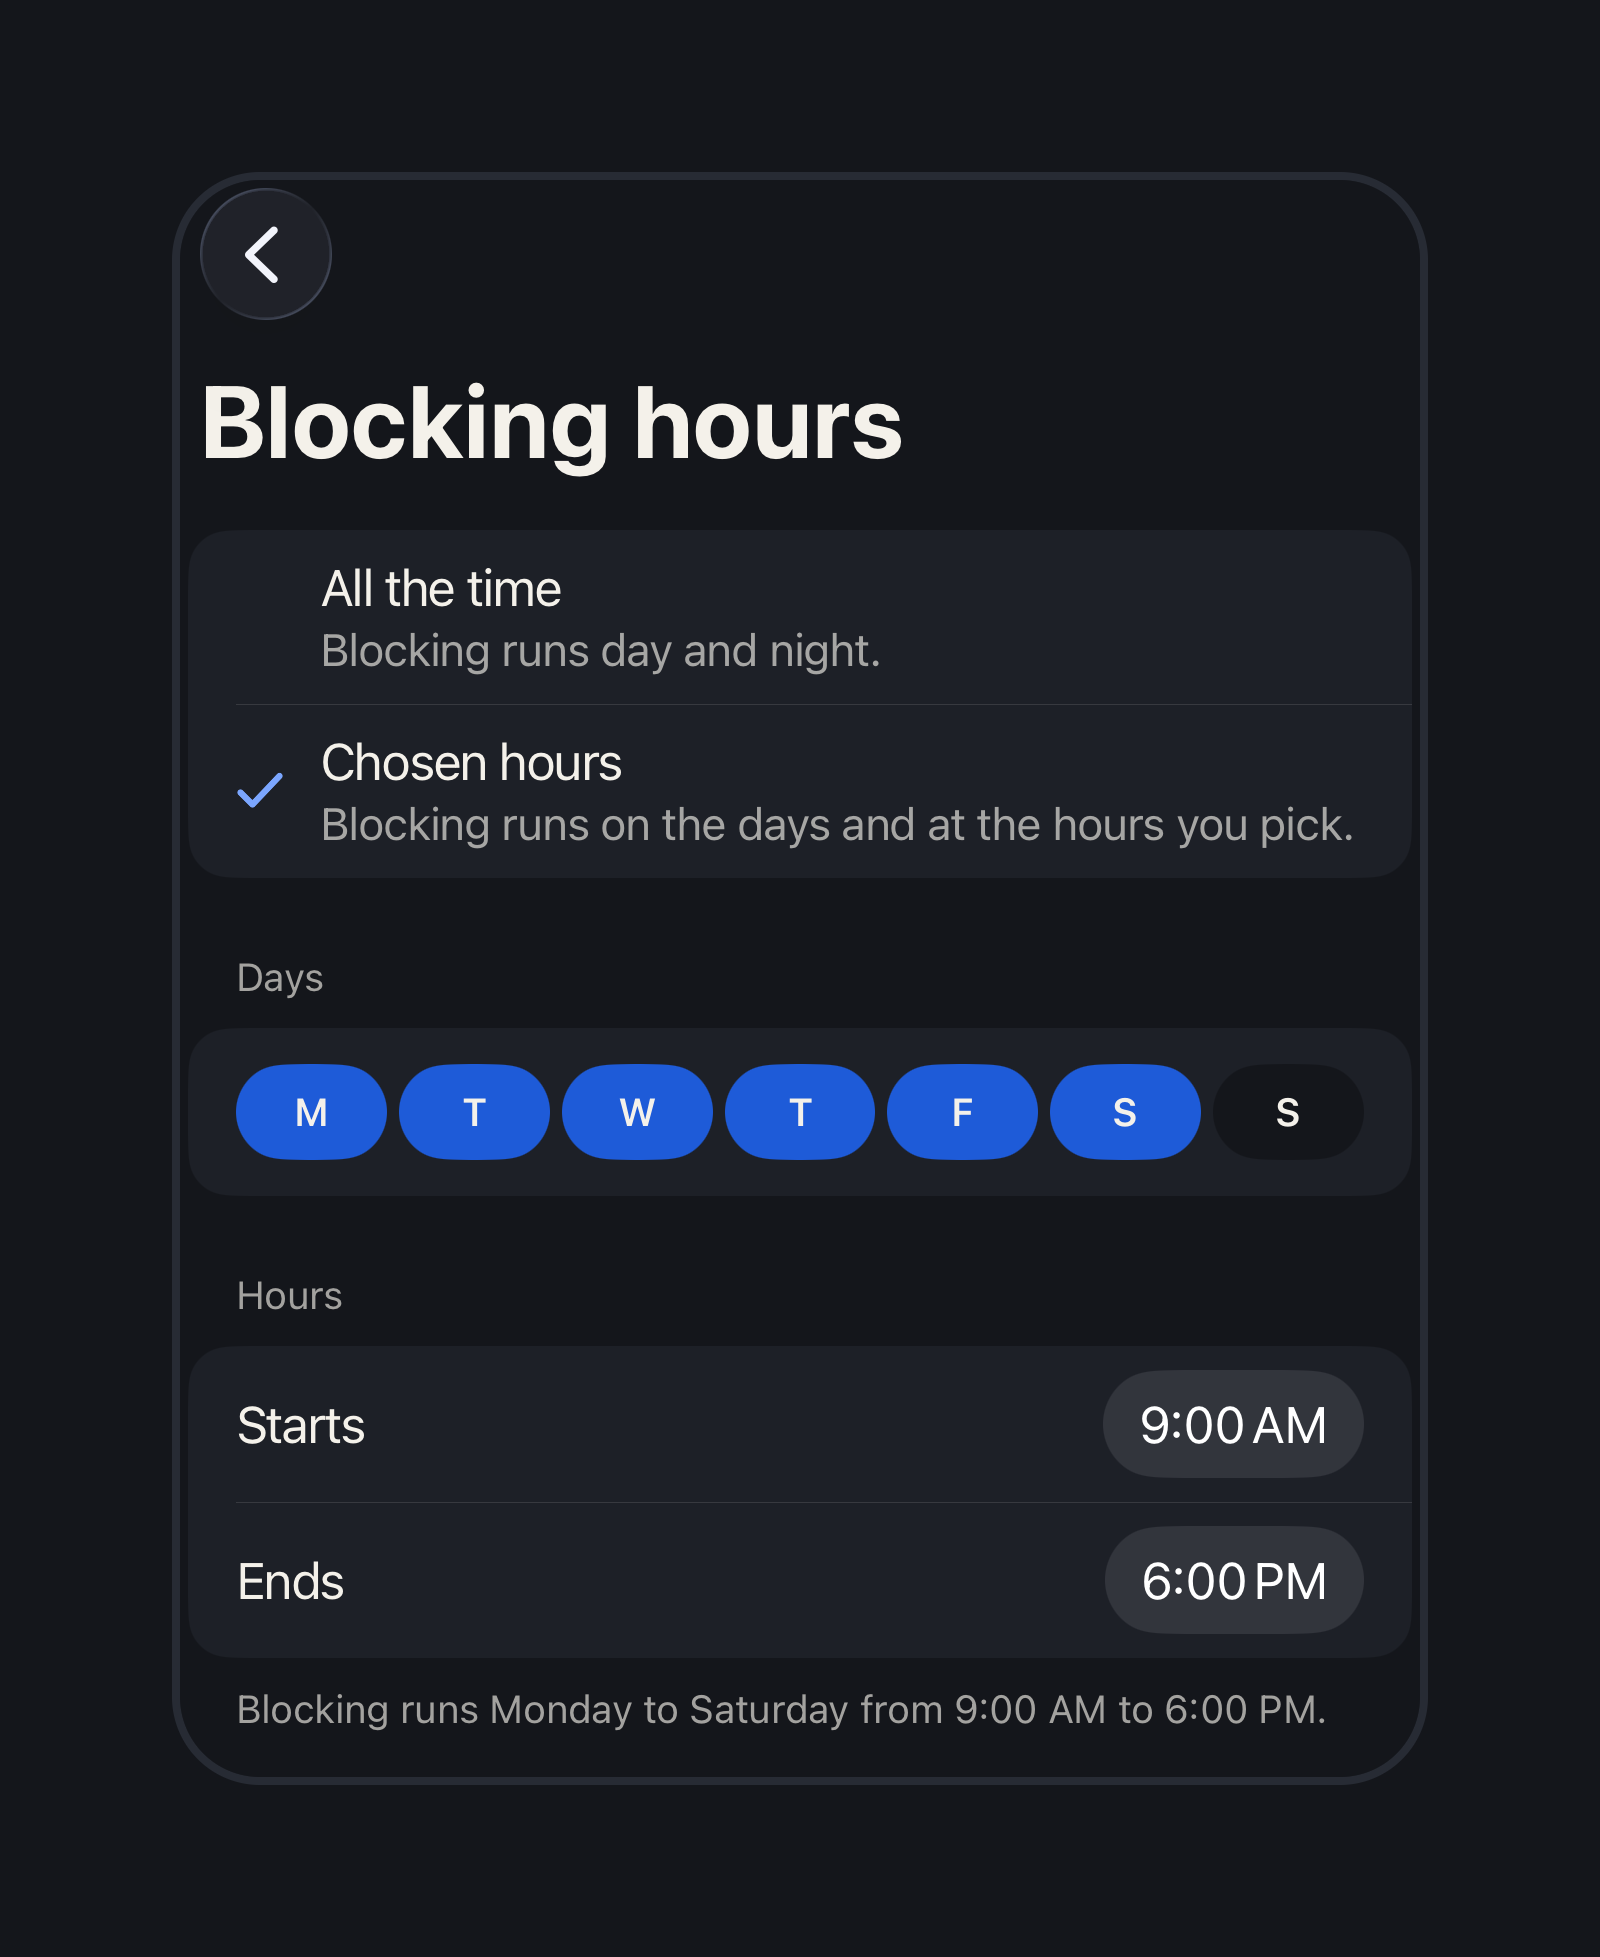 Blocking hours
All the time
Blocking runs day and night.
Chosen hours
Blocking runs on the days and at the hours you pick.
Days
M T W T F S S
Hours
Starts 9:00 AM
Ends 6:00 PM
Blocking runs Monday to Saturday from 9:00 AM to 6:00 PM.